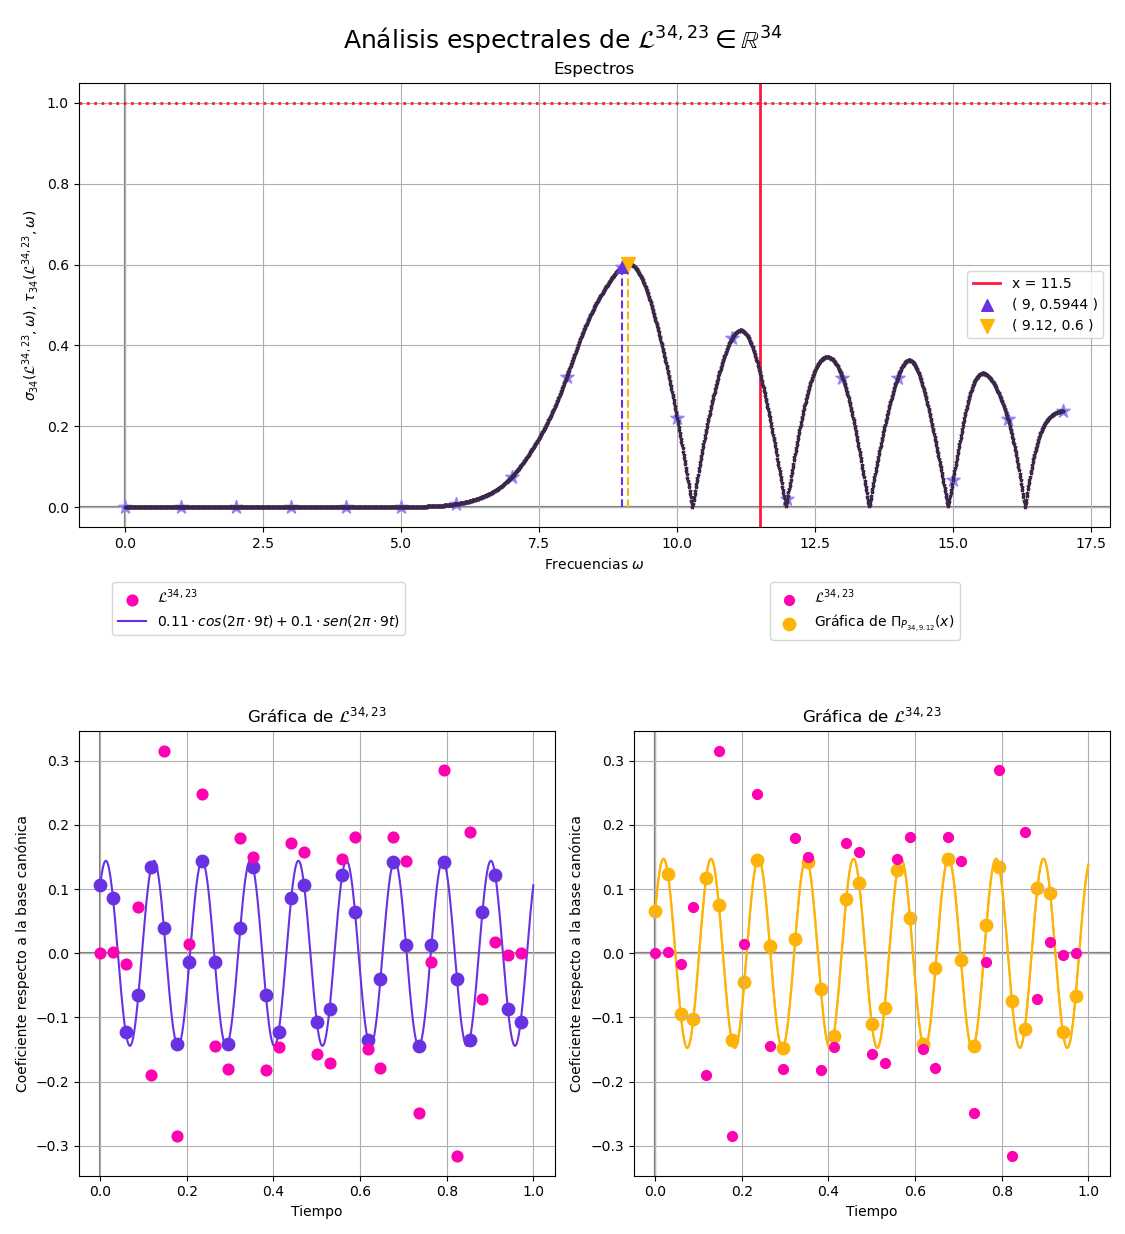 Análisis espectrales de 𝓛^{34,23} ∈ ℝ^{34}
Espectros
σ₃₄(𝓛^{34,23}, ω), τ₃₄(𝓛^{34,23}, ω)
1.0
0.8
0.6
0.4
0.2
0.0
x = 11.5
( 9, 0.5944 )
( 9.12, 0.6 )
0.0 2.5 5.0 7.5 10.0 12.5 15.0 17.5
Frecuencias ω
𝓛^{34,23}
0.11 · cos(2π · 9t) + 0.1 · sen(2π · 9t)
𝓛^{34,23}
Gráfica de Π_{P_{34,9.12}}(x)
Gráfica de 𝓛^{34,23}
Coeficiente respecto a la base canónica
0.3
0.2
0.1
0.0
−0.1
−0.2
−0.3
0.0 0.2 0.4 0.6 0.8 1.0
Tiempo
Gráfica de 𝓛^{34,23}
Coeficiente respecto a la base canónica
0.3
0.2
0.1
0.0
−0.1
−0.2
−0.3
0.0 0.2 0.4 0.6 0.8 1.0
Tiempo